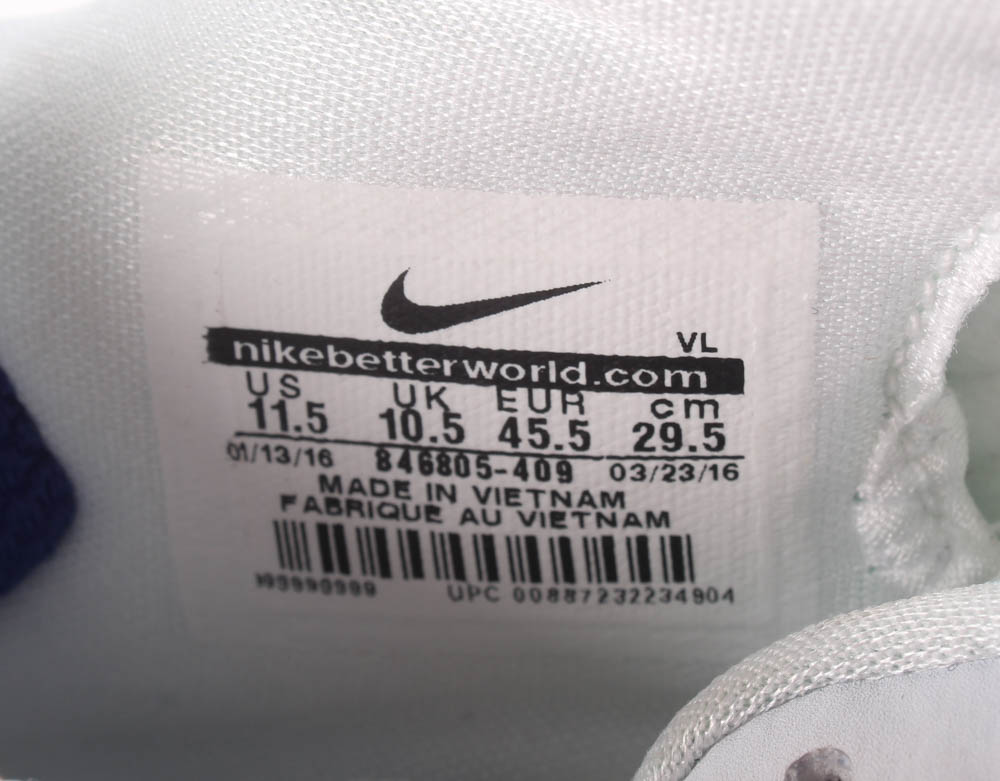 VL
nikebetterworld.com
US UK EUR cm
11.5 10.5 45.5 29.5
01/13/16 846805-409 03/23/16
MADE IN VIETNAM
FABRIQUE AU VIETNAM
UPC 00887232234904